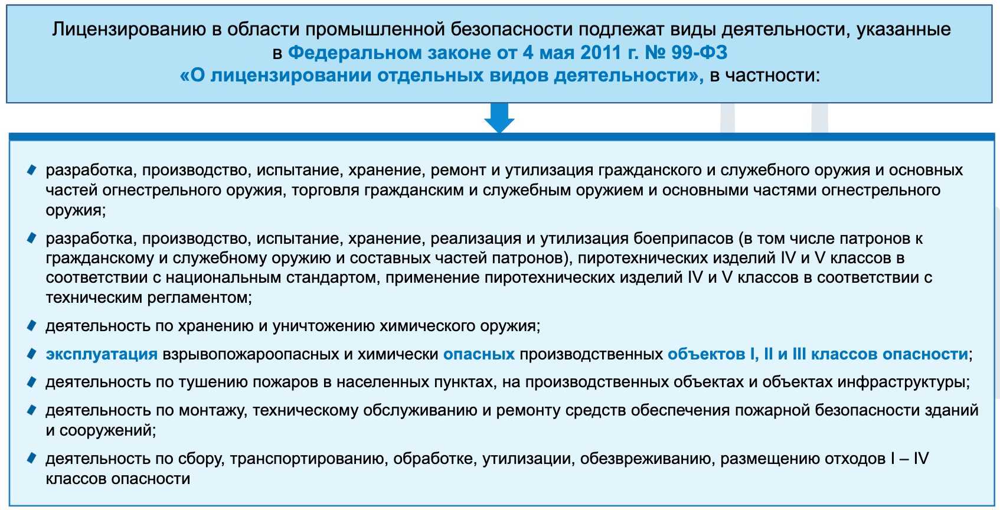 Лицензированию в области промышленной безопасности подлежат виды деятельности, указанные
в Федеральном законе от 4 мая 2011 г. № 99-ФЗ
«О лицензировании отдельных видов деятельности», в частности:
разработка, производство, испытание, хранение, ремонт и утилизация гражданского и служебного оружия и основных
частей огнестрельного оружия, торговля гражданским и служебным оружием и основными частями огнестрельного
оружия;
разработка, производство, испытание, хранение, реализация и утилизация боеприпасов (в том числе патронов к
гражданскому и служебному оружию и составных частей патронов), пиротехнических изделий IV и V классов в
соответствии с национальным стандартом, применение пиротехнических изделий IV и V классов в соответствии с
техническим регламентом;
деятельность по хранению и уничтожению химического оружия;
эксплуатация взрывопожароопасных и химически опасных производственных объектов I, II и III классов опасности;
деятельность по тушению пожаров в населенных пунктах, на производственных объектах и объектах инфраструктуры;
деятельность по монтажу, техническому обслуживанию и ремонту средств обеспечения пожарной безопасности зданий
и сооружений;
деятельность по сбору, транспортированию, обработке, утилизации, обезвреживанию, размещению отходов I – IV
классов опасности